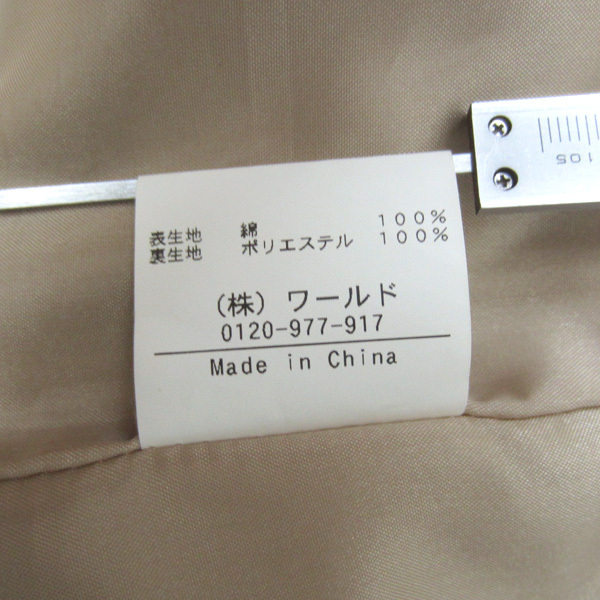 表生地 綿 100%
裏生地 ポリエステル 100%
(株) ワールド
0120-977-917
Made in China
105